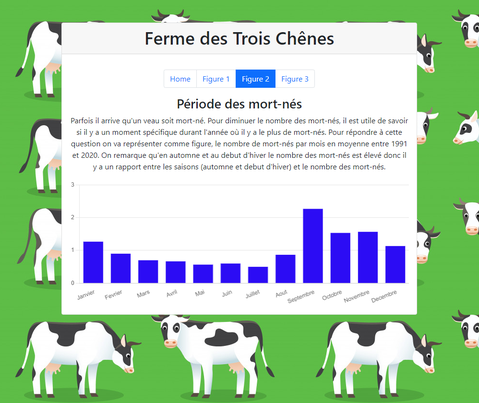 Ferme des Trois Chênes
Home Figure 1 Figure 2 Figure 3
Période des mort-nés
Parfois il arrive qu'un veau soit mort-né. Pour diminuer le nombre des mort-nés, il est utile de savoir
si il y a un moment spécifique durant l'année où il y a le plus de mort-nés. Pour répondre à cette
question on va représenter comme figure, le nombre de mort-nés par mois en moyenne entre 1991
et 2020. On remarque qu'en automne et au debut d'hiver le nombre de mort-nés est élevé donc il
y a un rapport entre les saisons (automne et debut d'hiver) et le nombre des mort-nés.
3
2
1
0
Janvier Fevrier Mars Avril Mai Juin Juillet Aout Septembre Octobre Novembre Decembre